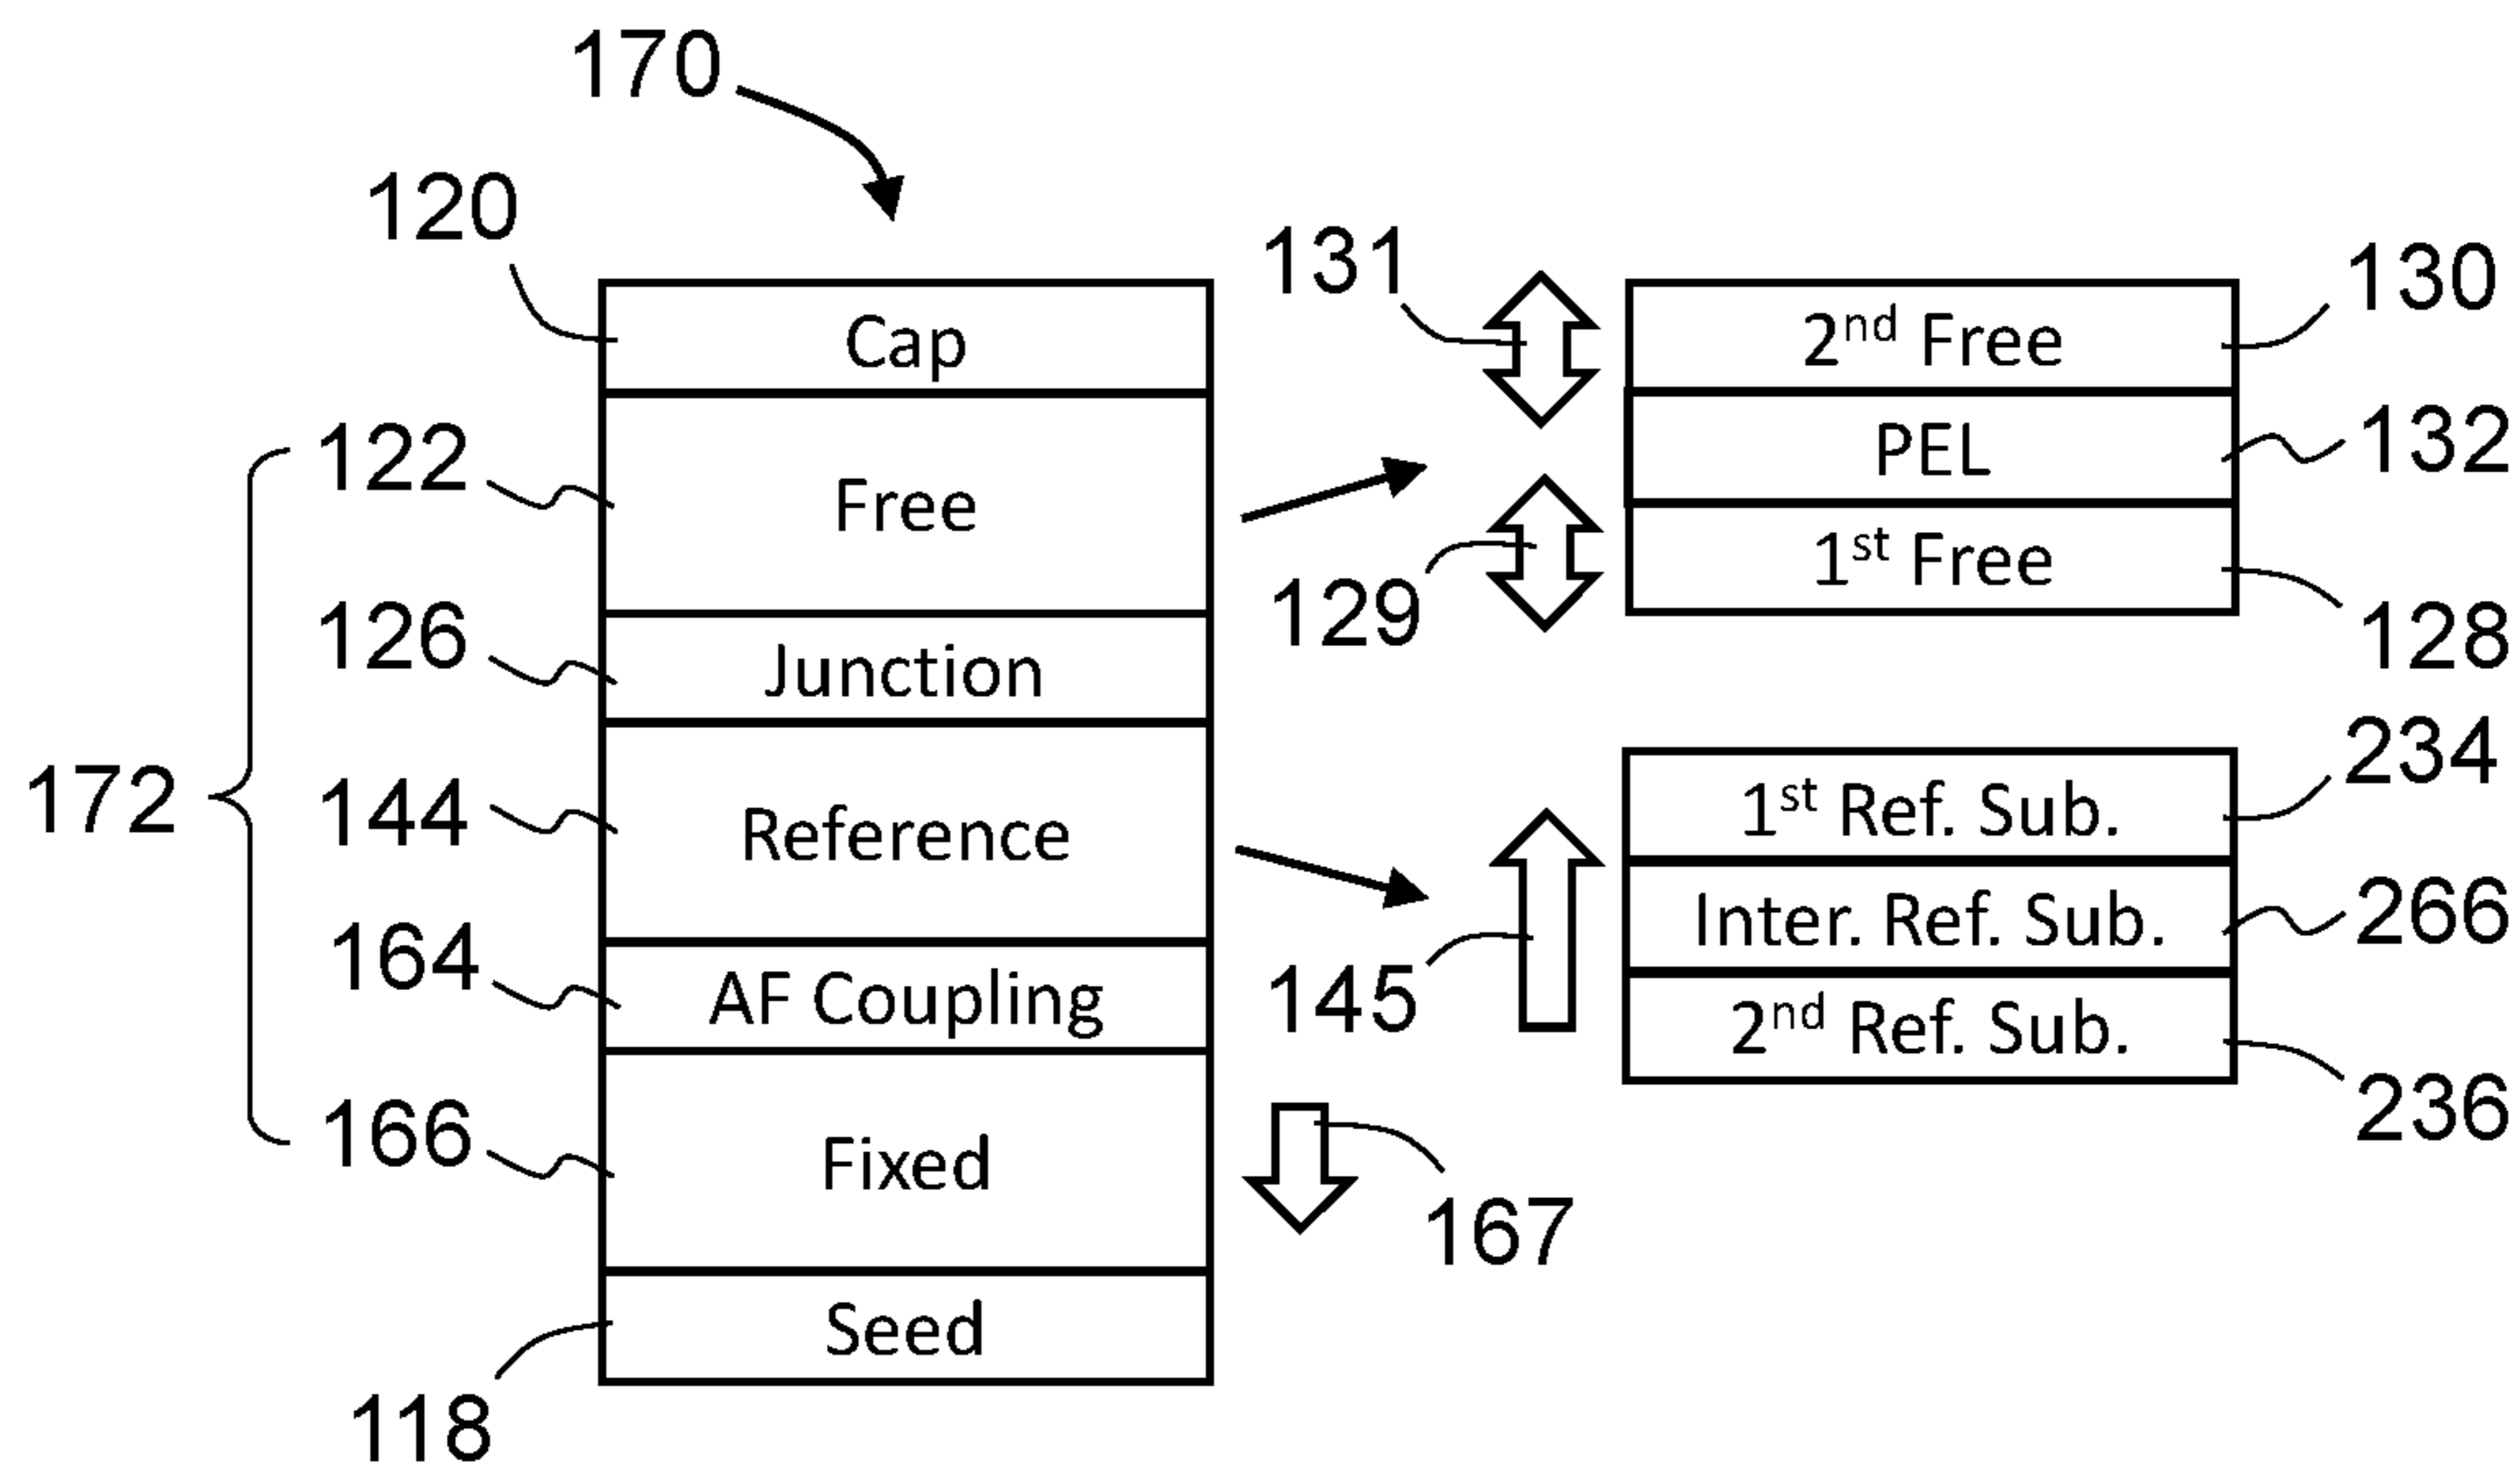 170
120
Cap
122
Free
126
Junction
172
144
Reference
164
AF Coupling
166
Fixed
118
Seed
131
2nd Free
130
PEL
132
129
1st Free
128
1st Ref. Sub.
234
Inter. Ref. Sub.
266
145
2nd Ref. Sub.
236
167